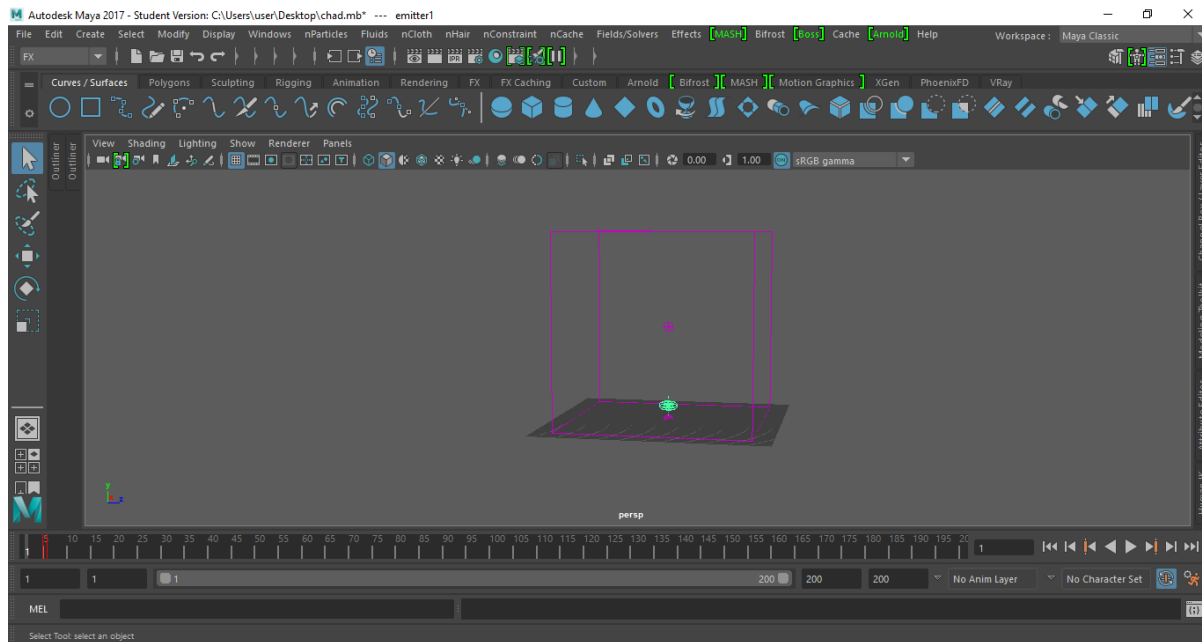 Autodesk Maya 2017 - Student Version: C:\Users\user\Desktop\chad.mb* --- emitter1
File Edit Create Select Modify Display Windows nParticles Fluids nCloth nHair nConstraint nCache Fields/Solvers Effects [MASH] Bifrost [Boss] Cache [Arnold] Help Workspace : Maya Classic
FX IPR
Curves / Surfaces Polygons Sculpting Rigging Animation Rendering FX FX Caching Custom Arnold [ Bifrost ][ MASH ][ Motion Graphics ] XGen PhoenixFD VRay
View Shading Lighting Show Renderer Panels
0.00 1.00 sRGB gamma
Outliner
Outliner
y
z
persp
5 10 15 20 25 30 35 40 45 50 55 60 65 70 75 80 85 90 95 100 105 110 115 120 125 130 135 140 145 150 155 160 165 170 175 180 185 190 195 20
1 1
1 1 1 200 200 200 No Anim Layer No Character Set
MEL
Select Tool: select an object